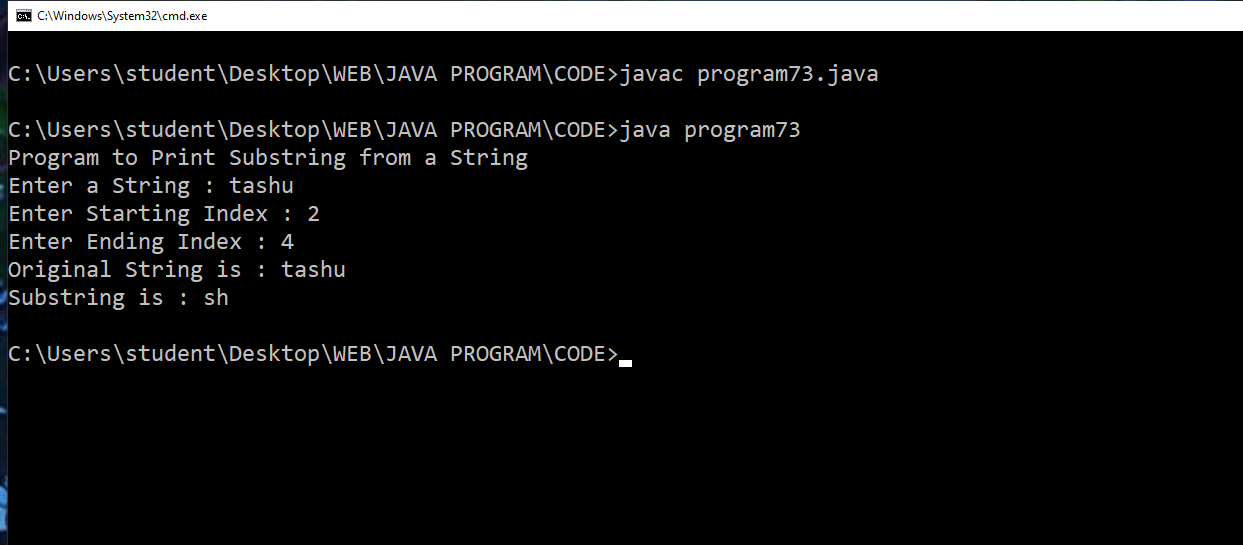 C:\Windows\System32\cmd.exe
C:\Users\student\Desktop\WEB\JAVA PROGRAM\CODE>javac program73.java
C:\Users\student\Desktop\WEB\JAVA PROGRAM\CODE>java program73
Program to Print Substring from a String
Enter a String : tashu
Enter Starting Index : 2
Enter Ending Index : 4
Original String is : tashu
Substring is : sh
C:\Users\student\Desktop\WEB\JAVA PROGRAM\CODE>